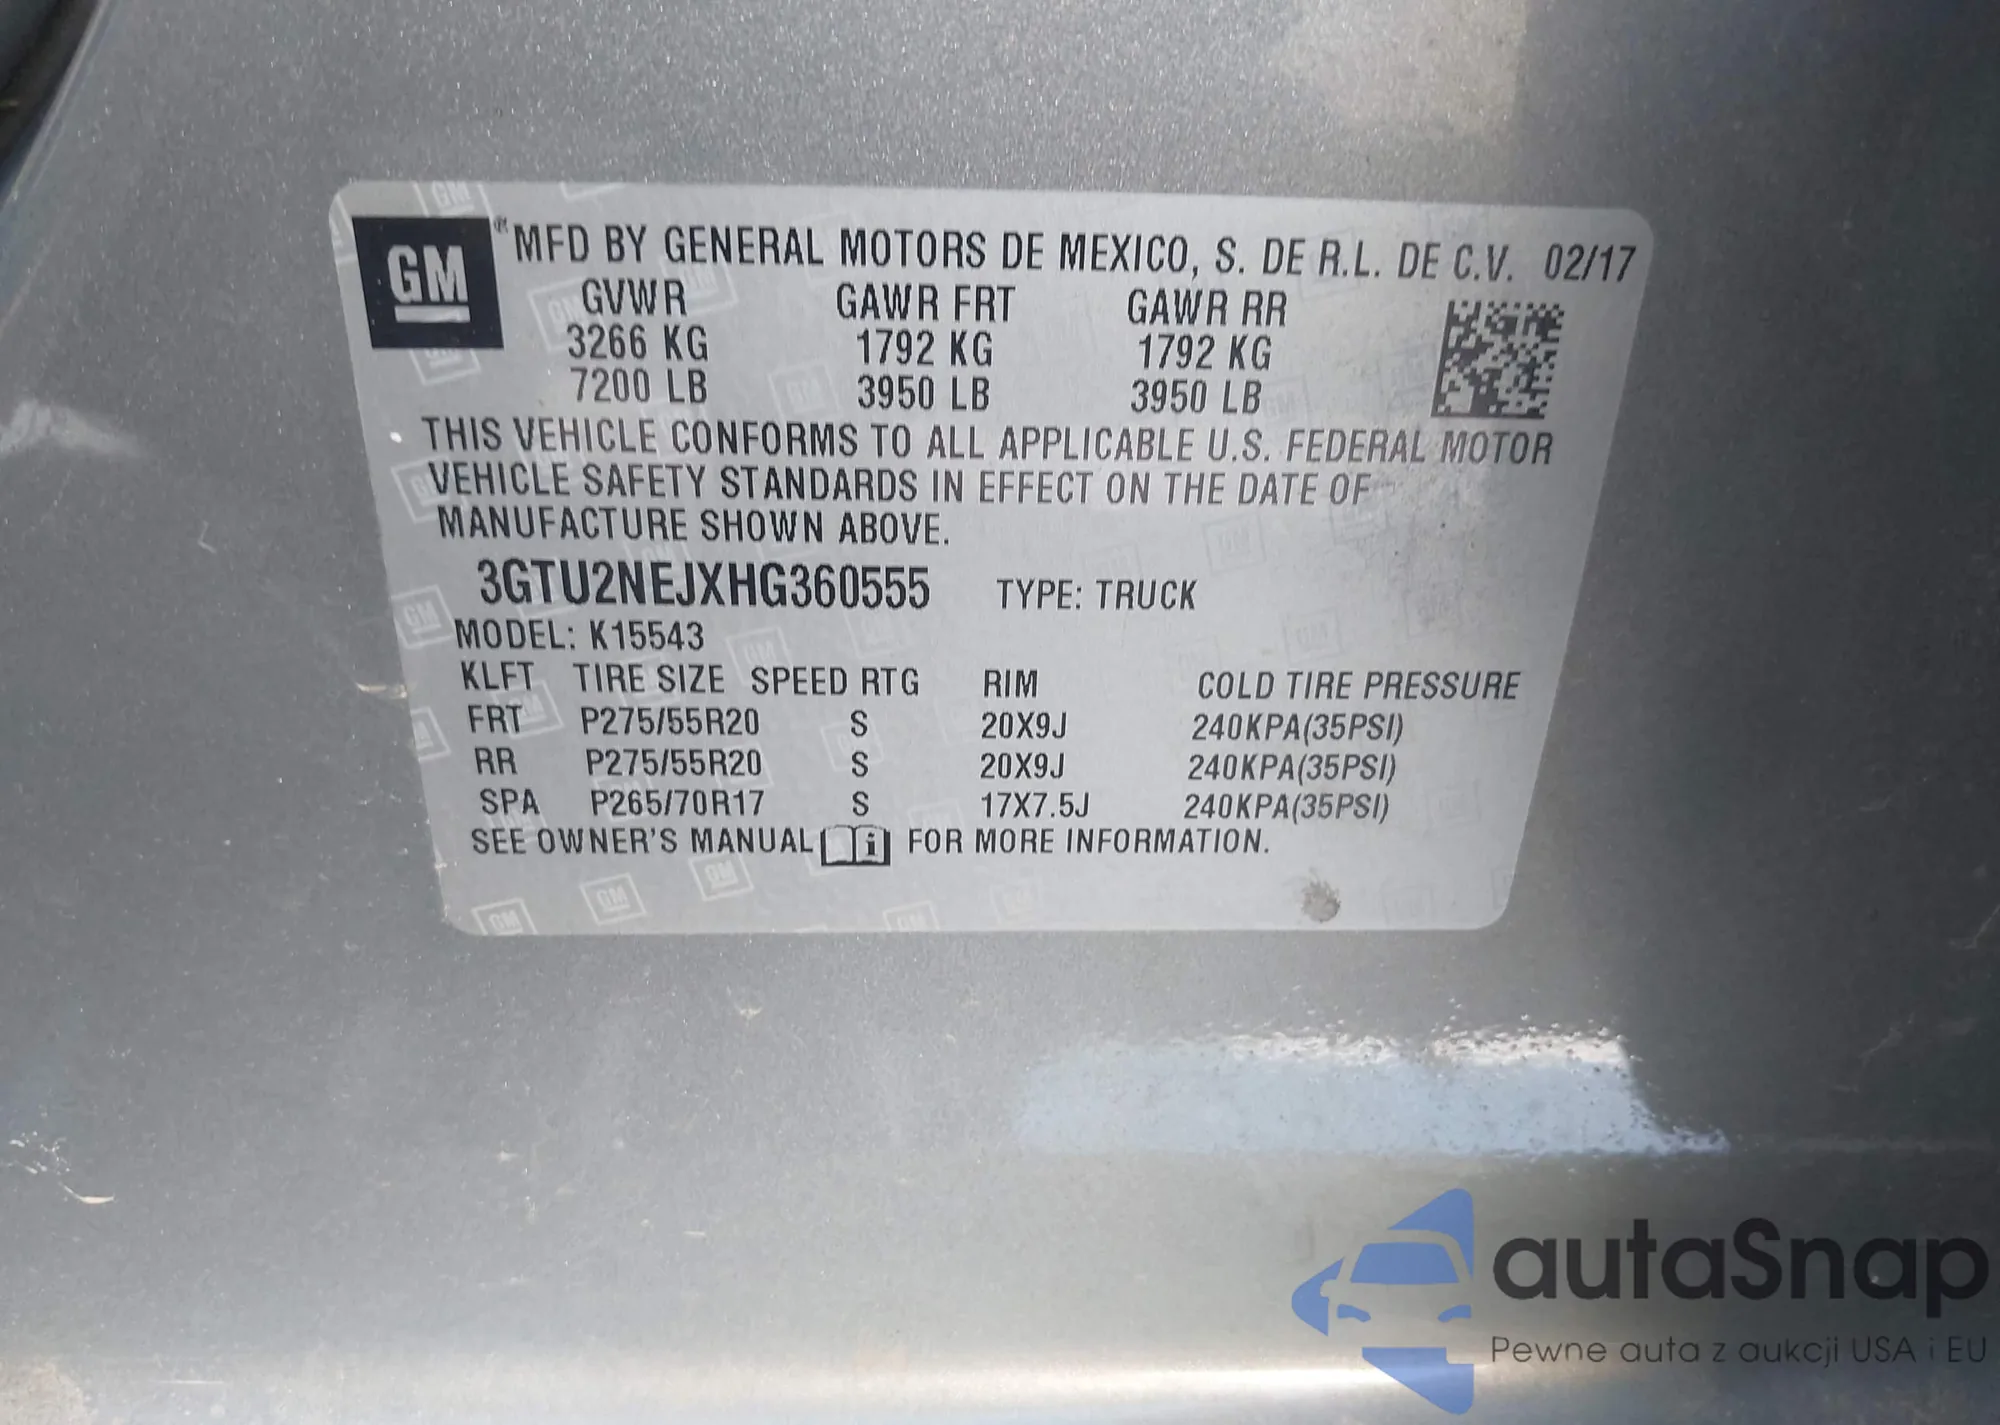 GM
® MFD BY GENERAL MOTORS DE MEXICO, S. DE R.L. DE C.V. 02/17
GVWR GAWR FRT GAWR RR
3266 KG 1792 KG 1792 KG
7200 LB 3950 LB 3950 LB
THIS VEHICLE CONFORMS TO ALL APPLICABLE U.S. FEDERAL MOTOR
VEHICLE SAFETY STANDARDS IN EFFECT ON THE DATE OF
MANUFACTURE SHOWN ABOVE.
3GTU2NEJXHG360555 TYPE: TRUCK
MODEL: K15543
KLFT TIRE SIZE SPEED RTG RIM COLD TIRE PRESSURE
FRT P275/55R20 S 20X9J 240KPA(35PSI)
RR P275/55R20 S 20X9J 240KPA(35PSI)
SPA P265/70R17 S 17X7.5J 240KPA(35PSI)
SEE OWNER'S MANUAL i FOR MORE INFORMATION.
autaSnap
Pewne auta z aukcji USA i EU